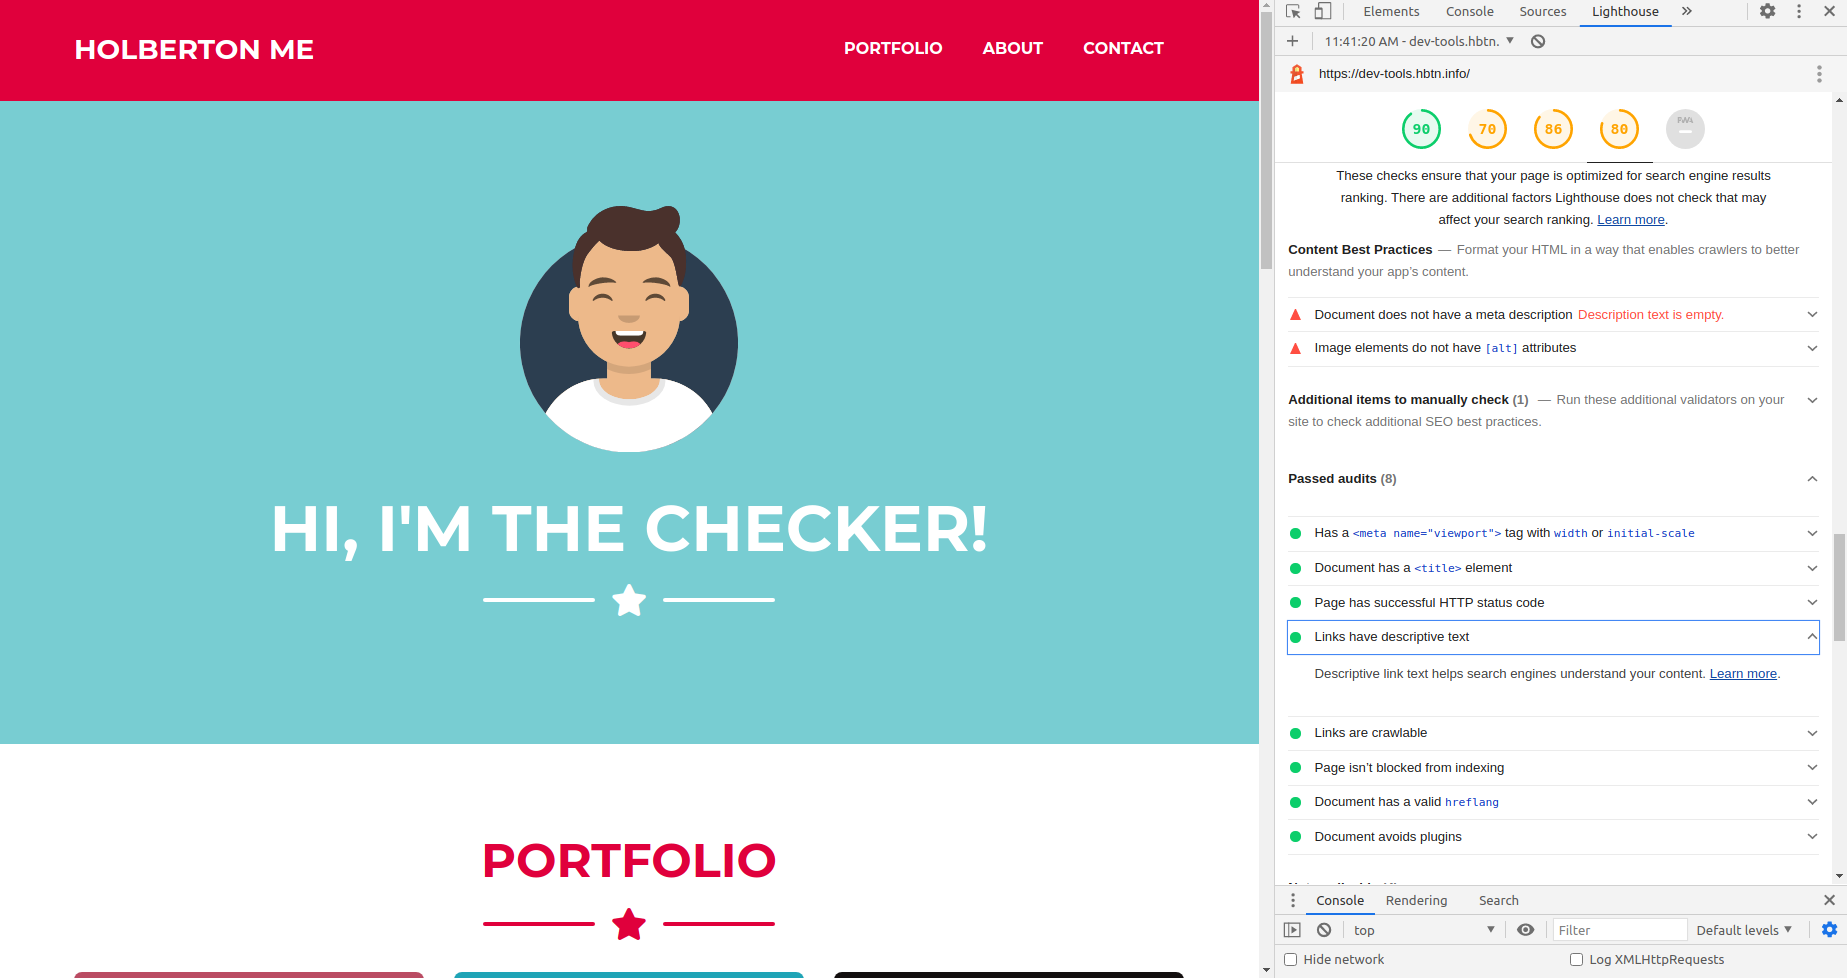 HOLBERTON ME
PORTFOLIO ABOUT CONTACT
HI, I'M THE CHECKER!
PORTFOLIO
Elements Console Sources Lighthouse »
11:41:20 AM - dev-tools.hbtn.
https://dev-tools.hbtn.info/
90 70 86 80 PWA
These checks ensure that your page is optimized for search engine results
ranking. There are additional factors Lighthouse does not check that may
affect your search ranking. Learn more.
Content Best Practices — Format your HTML in a way that enables crawlers to better
understand your app’s content.
Document does not have a meta description Description text is empty.
Image elements do not have [alt] attributes
Additional items to manually check (1) — Run these additional validators on your
site to check additional SEO best practices.
Passed audits (8)
Has a <meta name="viewport"> tag with width or initial-scale
Document has a <title> element
Page has successful HTTP status code
Links have descriptive text
Descriptive link text helps search engines understand your content. Learn more.
Links are crawlable
Page isn’t blocked from indexing
Document has a valid hreflang
Document avoids plugins
Console Rendering Search
top Filter Default levels
Hide network Log XMLHttpRequests